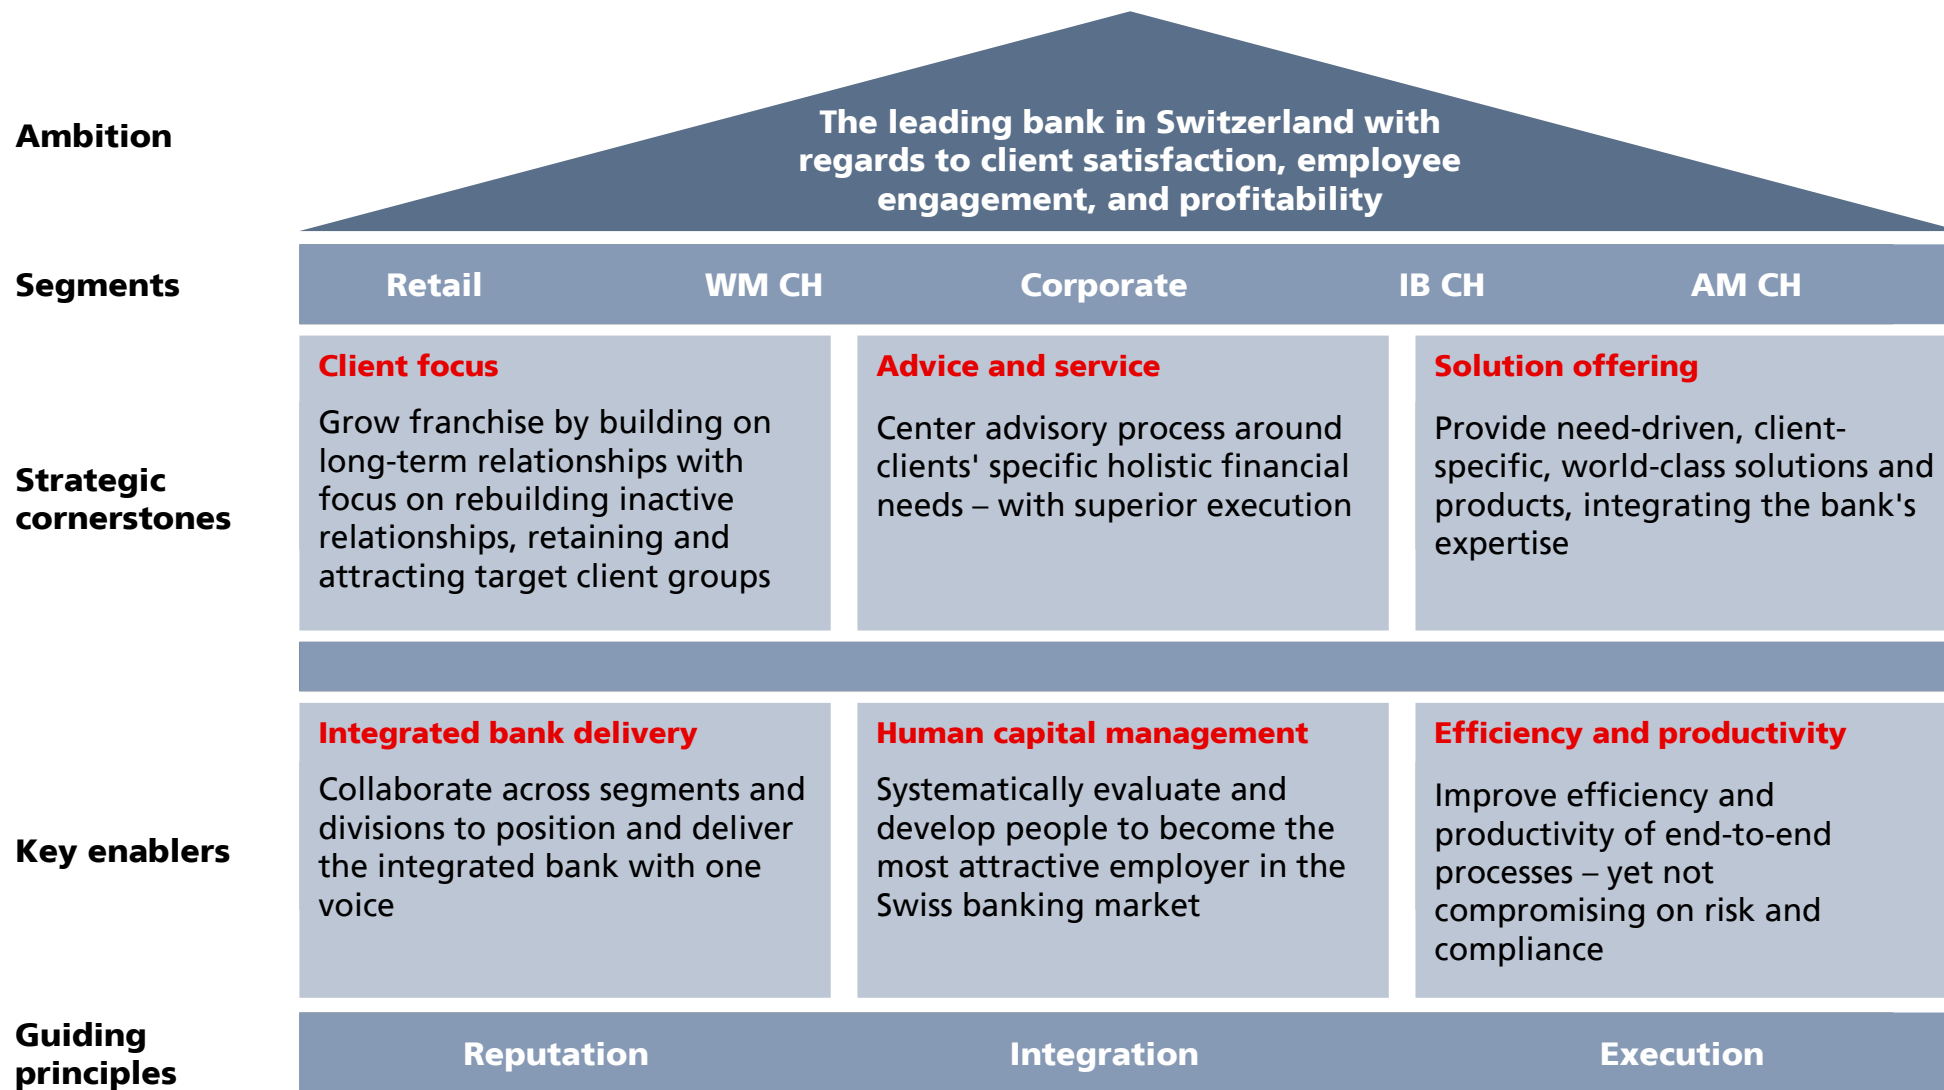 Ambition
The leading bank in Switzerland with
regards to client satisfaction, employee
engagement, and profitability
Segments
Retail
WM CH
Corporate
IB CH
AM CH
Strategic
cornerstones
Client focus
Grow franchise by building on
long-term relationships with
focus on rebuilding inactive
relationships, retaining and
attracting target client groups
Advice and service
Center advisory process around
clients' specific holistic financial
needs – with superior execution
Solution offering
Provide need-driven, client-
specific, world-class solutions and
products, integrating the bank's
expertise
Key enablers
Integrated bank delivery
Collaborate across segments and
divisions to position and deliver
the integrated bank with one
voice
Human capital management
Systematically evaluate and
develop people to become the
most attractive employer in the
Swiss banking market
Efficiency and productivity
Improve efficiency and
productivity of end-to-end
processes – yet not
compromising on risk and
compliance
Guiding
principles
Reputation
Integration
Execution